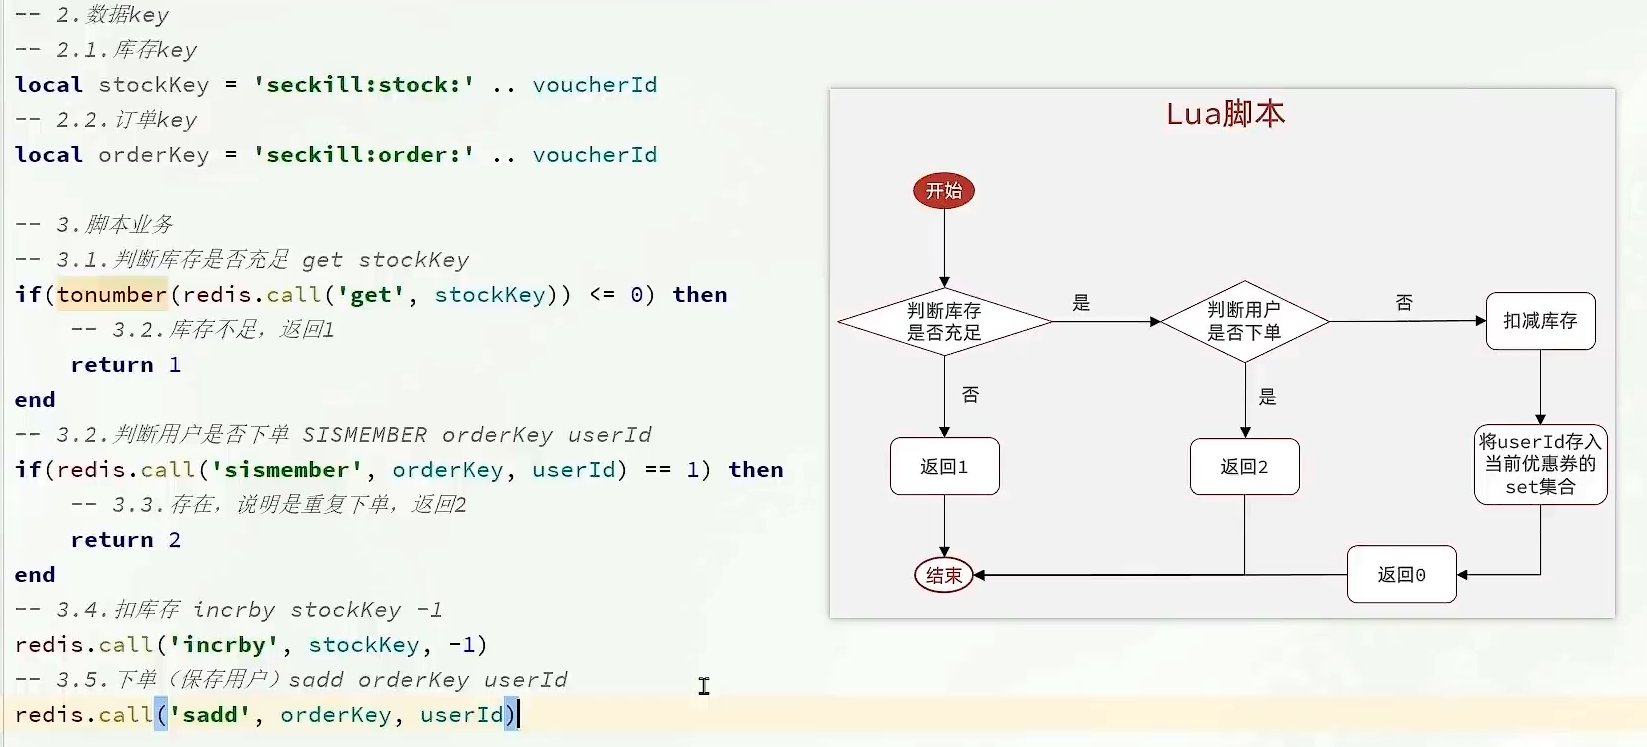 -- 2.数据key
-- 2.1.库存key
local stockKey = 'seckill:stock:' .. voucherId
-- 2.2.订单key
local orderKey = 'seckill:order:' .. voucherId
-- 3.脚本业务
-- 3.1.判断库存是否充足 get stockKey
if(tonumber(redis.call('get', stockKey)) <= 0) then
-- 3.2.库存不足，返回1
return 1
end
-- 3.2.判断用户是否下单 SISMEMBER orderKey userId
if(redis.call('sismember', orderKey, userId) == 1) then
-- 3.3.存在，说明是重复下单，返回2
return 2
end
-- 3.4.扣库存 incrby stockKey -1
redis.call('incrby', stockKey, -1)
-- 3.5.下单（保存用户）sadd orderKey userId
redis.call('sadd', orderKey, userId)
Lua脚本
开始
判断库存
是否充足
是
判断用户
是否下单
否
扣减库存
否
是
返回1
返回2
将userId存入
当前优惠券的
set集合
结束
返回0